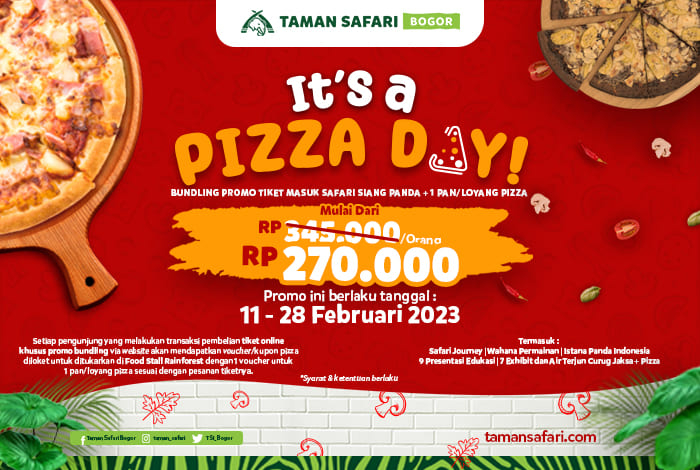 TAMAN SAFARI BOGOR
It's a
PIZZA DAY!
BUNDLING PROMO TIKET MASUK SAFARI SIANG PANDA + 1 PAN/LOYANG PIZZA
Mulai Dari
RP 345.000/Orang
RP 270.000
Promo ini berlaku tanggal :
11 - 28 Februari 2023
Setiap pengunjung yang melakukan transaksi pembelian tiket online
khusus promo bundling via website akan mendapatkan voucher/kupon pizza
diloket untuk ditukarkan di Food Stall Rainforest dengan 1 voucher untuk
1 pan/loyang pizza sesuai dengan pesanan tiketnya.
*Syarat & ketentuan berlaku
Termasuk :
Safari Journey | Wahana Permainan | Istana Panda Indonesia
9 Presentasi Edukasi | 7 Exhibit dan Air Terjun Curug Jaksa + Pizza
Taman Safari Bogor
taman_safari
TSI_Bogor
tamansafari.com